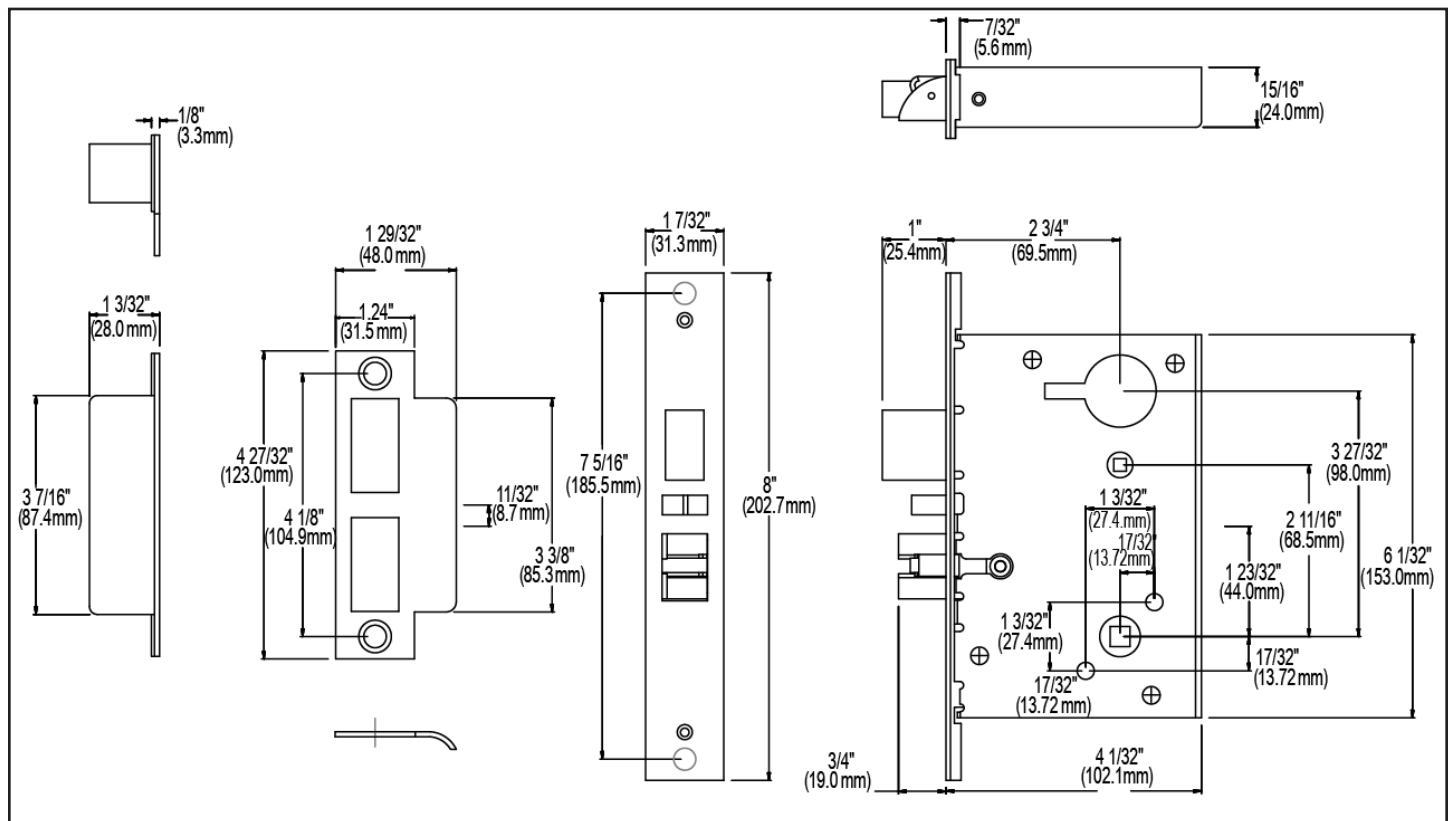 7/32"
(5.6mm)
15/16"
(24.0mm)
1/8"
(3.3mm)
1 29/32"
(48.0mm)
1 7/32"
(31.3mm)
1"
(25.4mm)
2 3/4"
(69.5mm)
1 3/32"
(28.0mm)
1.24"
(31.5mm)
3 7/16"
(87.4mm)
4 27/32"
(123.0mm)
4 1/8"
(104.9mm)
11/32"
(8.7mm)
3 3/8"
(85.3mm)
7 5/16"
(185.5mm)
8"
(202.7mm)
3 27/32"
(98.0mm)
1 3/32"
(27.4mm)
17/32
(13.72mm)
2 11/16"
(68.5mm)
1 23/32"
(44.0mm)
6 1/32"
(153.0mm)
1 3/32"
(27.4mm)
17/32"
(13.72mm)
17/32"
(13.72mm)
3/4"
(19.0mm)
4 1/32"
(102.1mm)